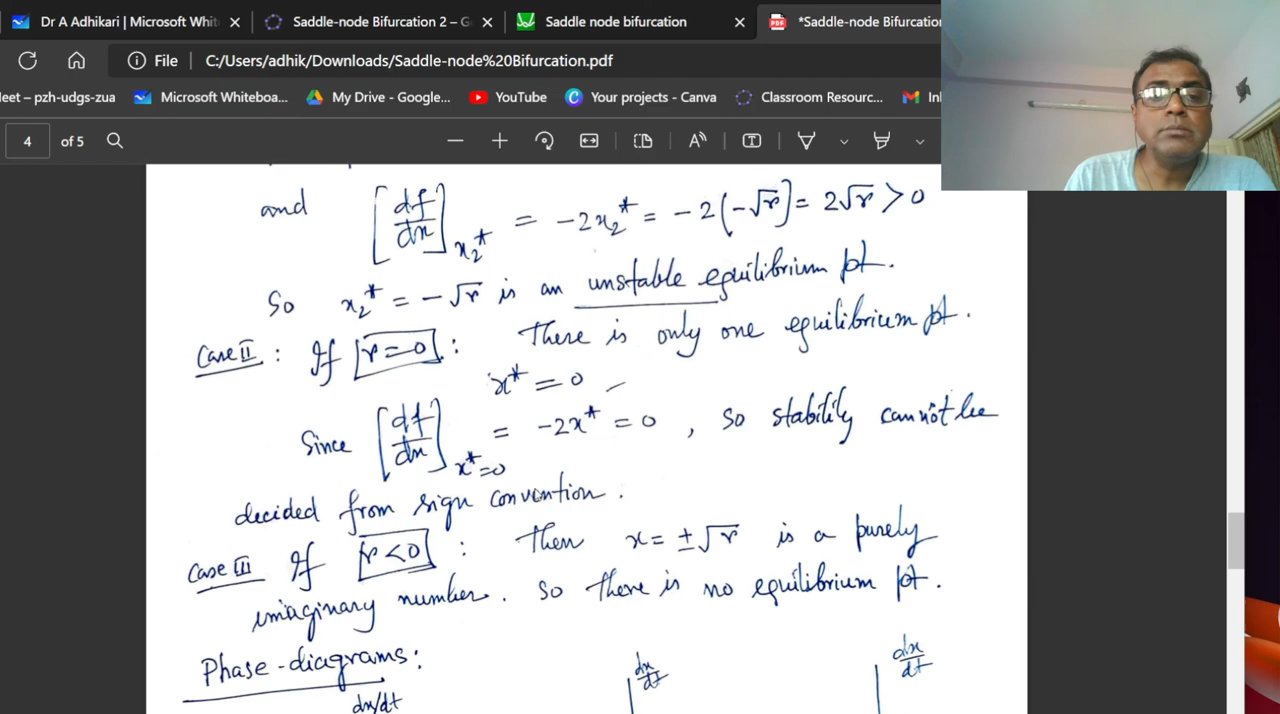 Dr A Adhikari | Microsoft Whit
Saddle-node Bifurcation 2 – G
Saddle node bifurcation
*Saddle-node Bifurcation
File C:/Users/adhik/Downloads/Saddle-node%20Bifurcation.pdf
leet – pzh-udgs-zua
Microsoft Whiteboa...
My Drive - Google...
YouTube
Your projects - Canva
Classroom Resourc...
In
4 of 5
and [df/dx]x₂* = -2x₂* = -2(-√r) = 2√r > 0
So x₂* = -√r is an unstable equilibrium pt.
Case II : If r=0 : There is only one equilibrium pt.
x* = 0
Since [df/dx]x*=0 = -2x* = 0 , so stability cannot be
decided from sign convention.
Case III If r<0 : Then x = ±√r is a purely
imaginary number. So there is no equilibrium pt.
Phase-diagrams:
dx/dt
dx/dt
dx/dt